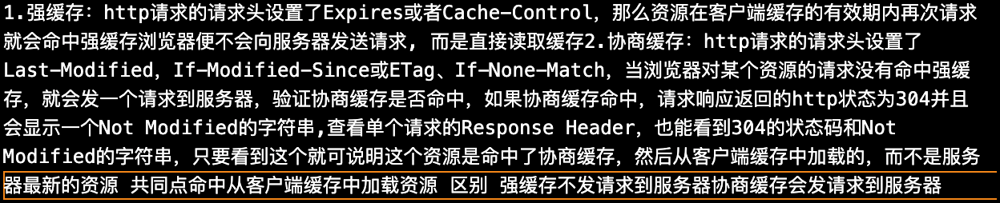 1.强缓存：http请求的请求头设置了Expires或者Cache-Control，那么资源在客户端缓存的有效期内再次请求
就会命中强缓存浏览器便不会向服务器发送请求, 而是直接读取缓存2.协商缓存：http请求的请求头设置了
Last-Modified，If-Modified-Since或ETag、If-None-Match，当浏览器对某个资源的请求没有命中强缓
存，就会发一个请求到服务器，验证协商缓存是否命中，如果协商缓存命中，请求响应返回的http状态为304并且
会显示一个Not Modified的字符串,查看单个请求的Response Header，也能看到304的状态码和Not
Modified的字符串，只要看到这个就可说明这个资源是命中了协商缓存，然后从客户端缓存中加载的，而不是服务
器最新的资源 共同点命中从客户端缓存中加载资源 区别 强缓存不发请求到服务器协商缓存会发请求到服务器